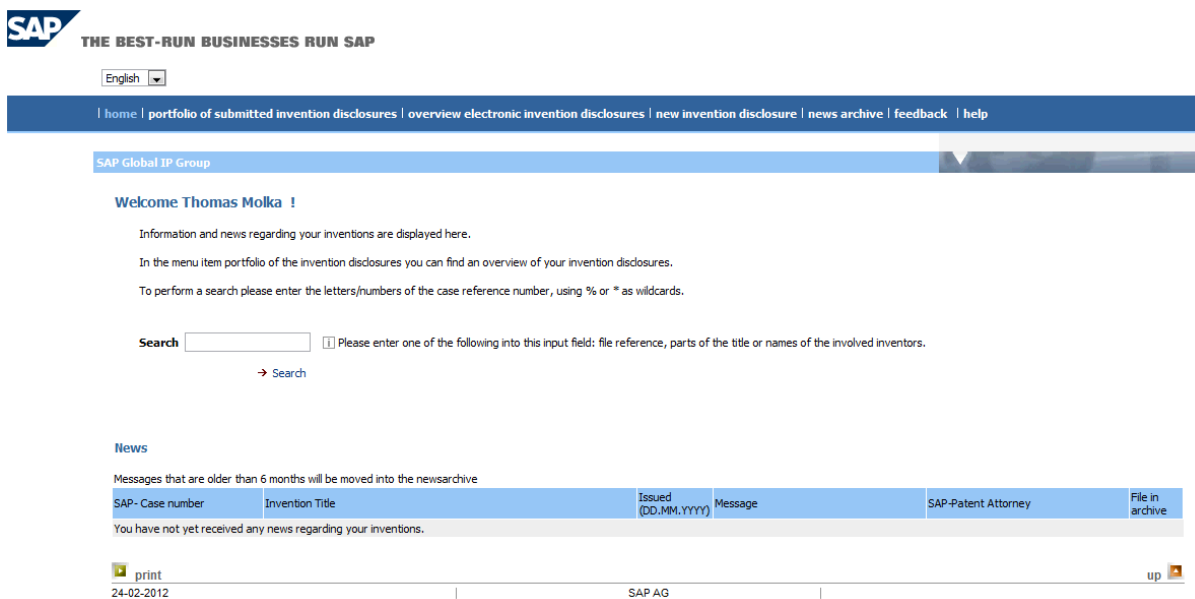 SAP
THE BEST-RUN BUSINESSES RUN SAP
English
| home | portfolio of submitted invention disclosures | overview electronic invention disclosures | new invention disclosure | news archive | feedback | help
SAP Global IP Group
Welcome Thomas Molka !
Information and news regarding your inventions are displayed here.
In the menu item portfolio of the invention disclosures you can find an overview of your invention disclosures.
To perform a search please enter the letters/numbers of the case reference number, using % or * as wildcards.
Search i Please enter one of the following into this input field: file reference, parts of the title or names of the involved inventors.
→ Search
News
Messages that are older than 6 months will be moved into the newsarchive
SAP- Case number Invention Title Issued (DD.MM.YYYY) Message SAP-Patent Attorney File in archive
You have not yet received any news regarding your inventions.
print up
24-02-2012 | SAP AG |